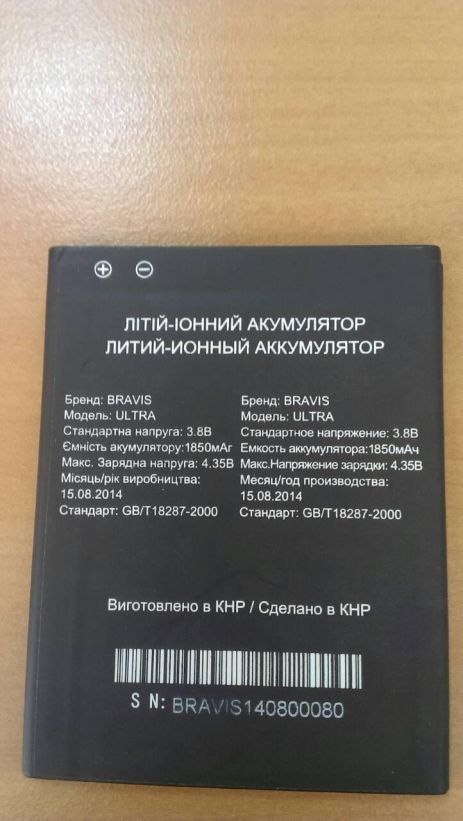 ЛІТІЙ-ІОННИЙ АКУМУЛЯТОР
ЛИТИЙ-ИОННЫЙ АККУМУЛЯТОР
Бренд: BRAVIS
Модель: ULTRA
Стандартна напруга: 3.8В
Ємність акумулятору:1850мАг
Макс. Зарядна напруга: 4.35В
Місяць/рік виробництва:
15.08.2014
Стандарт: GB/T18287-2000
Бренд: BRAVIS
Модель: ULTRA
Стандартное напряжение: 3.8В
Емкость аккумулятора:1850мАч
Макс.Напряжение зарядки: 4.35В
Месяц/год производства:
15.08.2014
Стандарт: GB/T18287-2000
Виготовлено в КНР / Сделано в КНР
S N: BRAVIS140800080